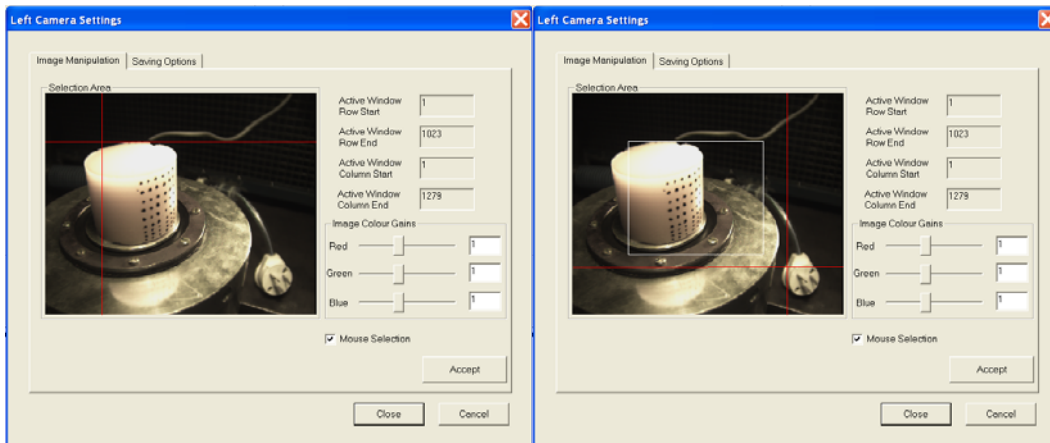 Left Camera Settings
Image Manipulation
Saving Options
Selection Area
Active Window
Row Start
1
Active Window
Row End
1023
Active Window
Column Start
1
Active Window
Column End
1279
Image Colour Gains
Red
1
Green
1
Blue
1
Mouse Selection
Accept
Close
Cancel
Left Camera Settings
Image Manipulation
Saving Options
Selection Area
Active Window
Row Start
1
Active Window
Row End
1023
Active Window
Column Start
1
Active Window
Column End
1279
Image Colour Gains
Red
1
Green
1
Blue
1
Mouse Selection
Accept
Close
Cancel